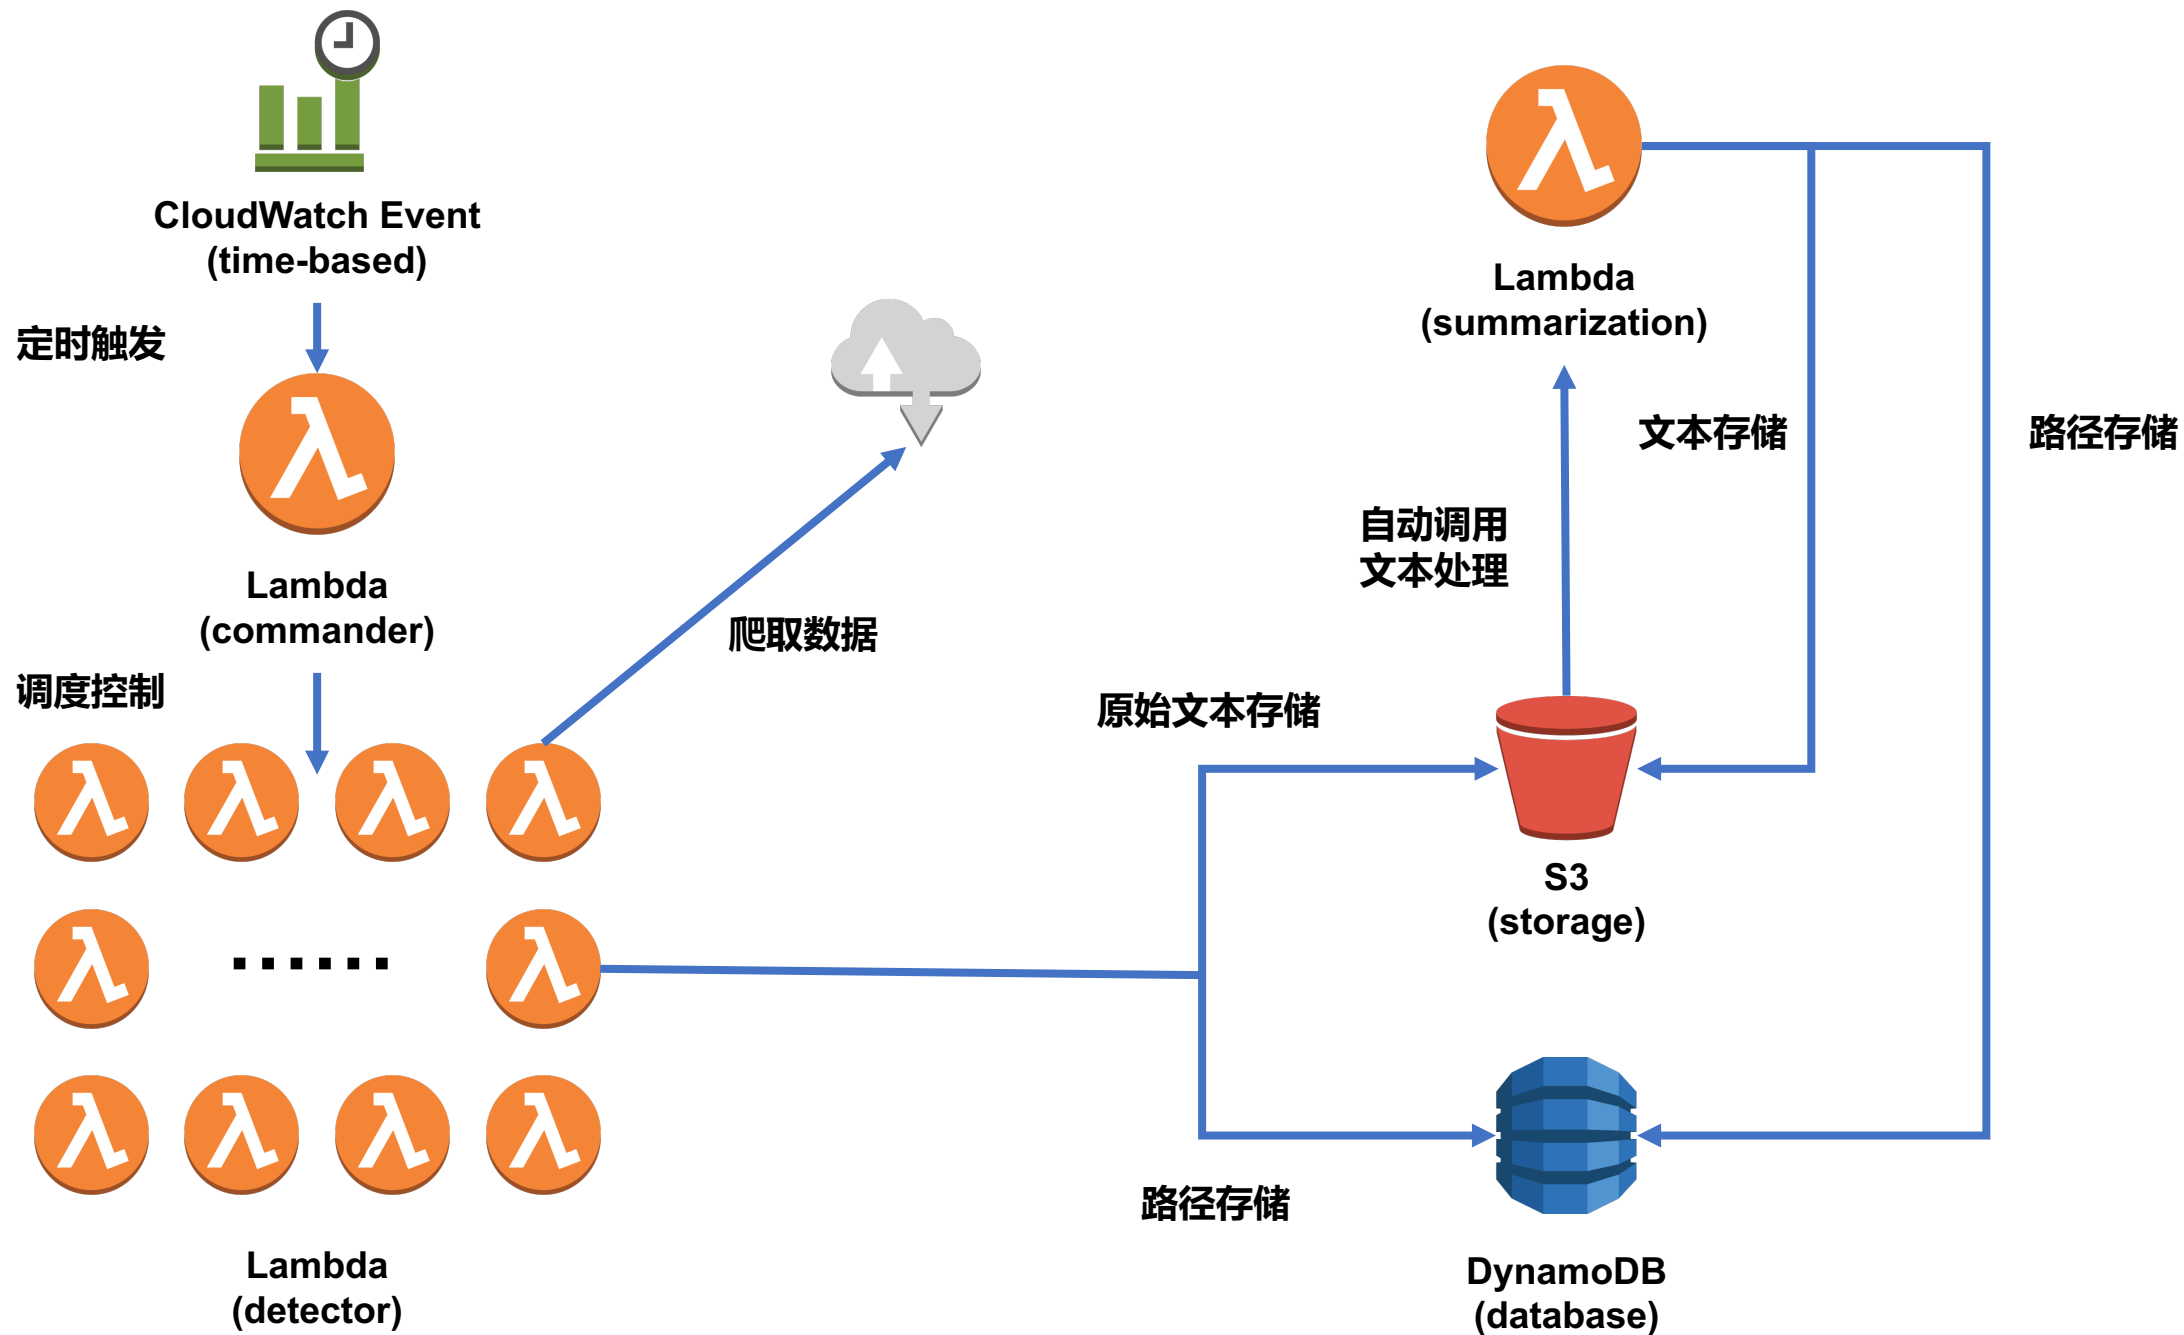 CloudWatch Event
(time-based)
定时触发
Lambda
(commander)
调度控制
Lambda
(detector)
爬取数据
原始文本存储
路径存储
Lambda
(summarization)
自动调用
文本处理
文本存储
路径存储
S3
(storage)
DynamoDB
(database)